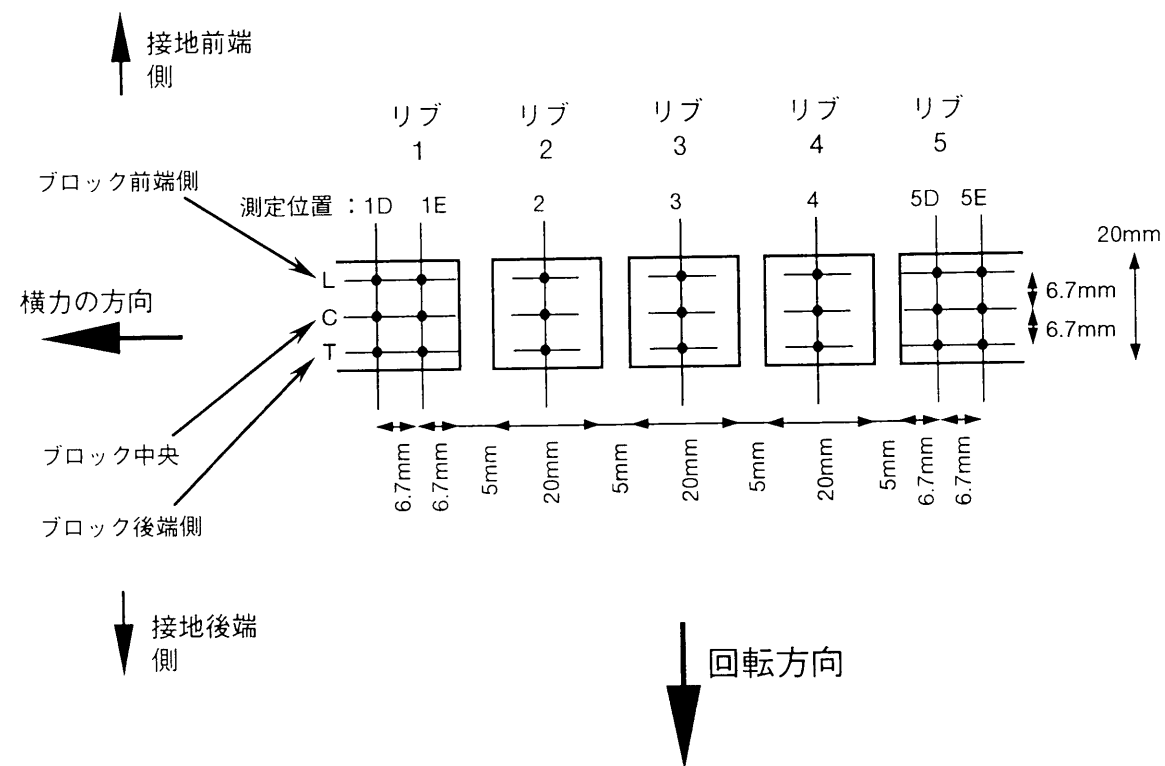 接地前端
側
リブ リブ リブ リブ リブ
1 2 3 4 5
ブロック前端側
測定位置 : 1D 1E 2 3 4 5D 5E
20mm
L
6.7mm
横力の方向
C
6.7mm
T
ブロック中央
6.7mm 6.7mm 5mm 20mm 5mm 20mm 5mm 20mm 5mm 6.7mm 6.7mm
ブロック後端側
接地後端
側
回転方向